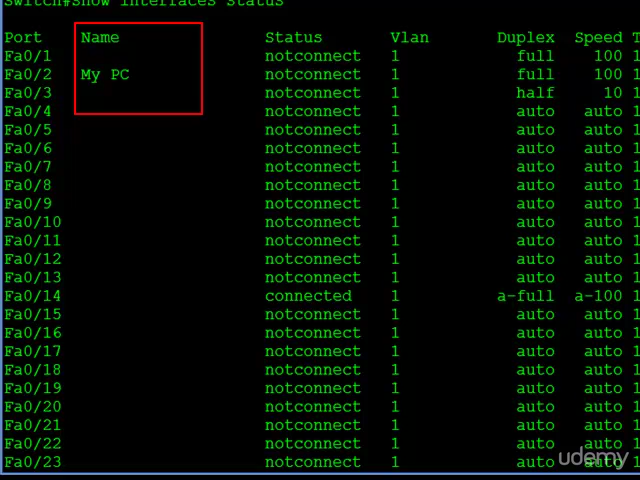 Switch#show interfaces status
Port Name Status Vlan Duplex Speed T
Fa0/1 notconnect 1 full 100 1
Fa0/2 My PC notconnect 1 full 100 1
Fa0/3 notconnect 1 half 10 1
Fa0/4 notconnect 1 auto auto 1
Fa0/5 notconnect 1 auto auto 1
Fa0/6 notconnect 1 auto auto 1
Fa0/7 notconnect 1 auto auto 1
Fa0/8 notconnect 1 auto auto 1
Fa0/9 notconnect 1 auto auto 1
Fa0/10 notconnect 1 auto auto 1
Fa0/11 notconnect 1 auto auto 1
Fa0/12 notconnect 1 auto auto 1
Fa0/13 notconnect 1 auto auto 1
Fa0/14 connected 1 a-full a-100 1
Fa0/15 notconnect 1 auto auto 1
Fa0/16 notconnect 1 auto auto 1
Fa0/17 notconnect 1 auto auto 1
Fa0/18 notconnect 1 auto auto 1
Fa0/19 notconnect 1 auto auto 1
Fa0/20 notconnect 1 auto auto 1
Fa0/21 notconnect 1 auto auto 1
Fa0/22 notconnect 1 auto auto 1
Fa0/23 notconnect 1 auto auto 1
udemy